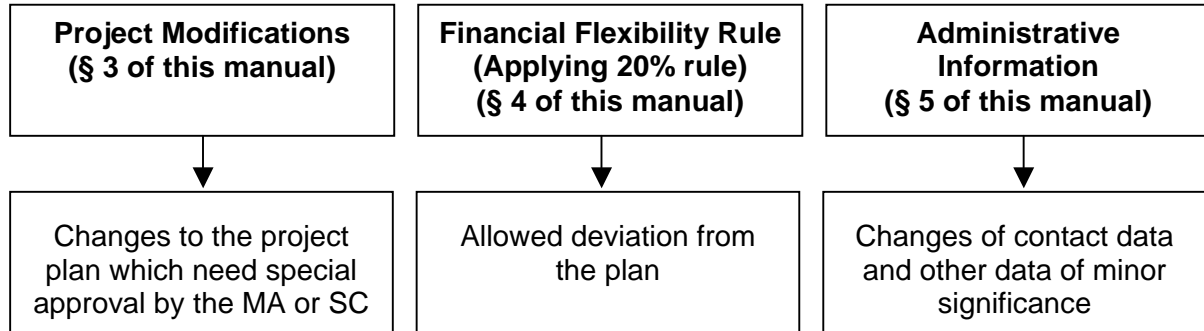 Project Modifications
(§ 3 of this manual)
Financial Flexibility Rule
(Applying 20% rule)
(§ 4 of this manual)
Administrative
Information
(§ 5 of this manual)
Changes to the project
plan which need special
approval by the MA or SC
Allowed deviation from
the plan
Changes of contact data
and other data of minor
significance